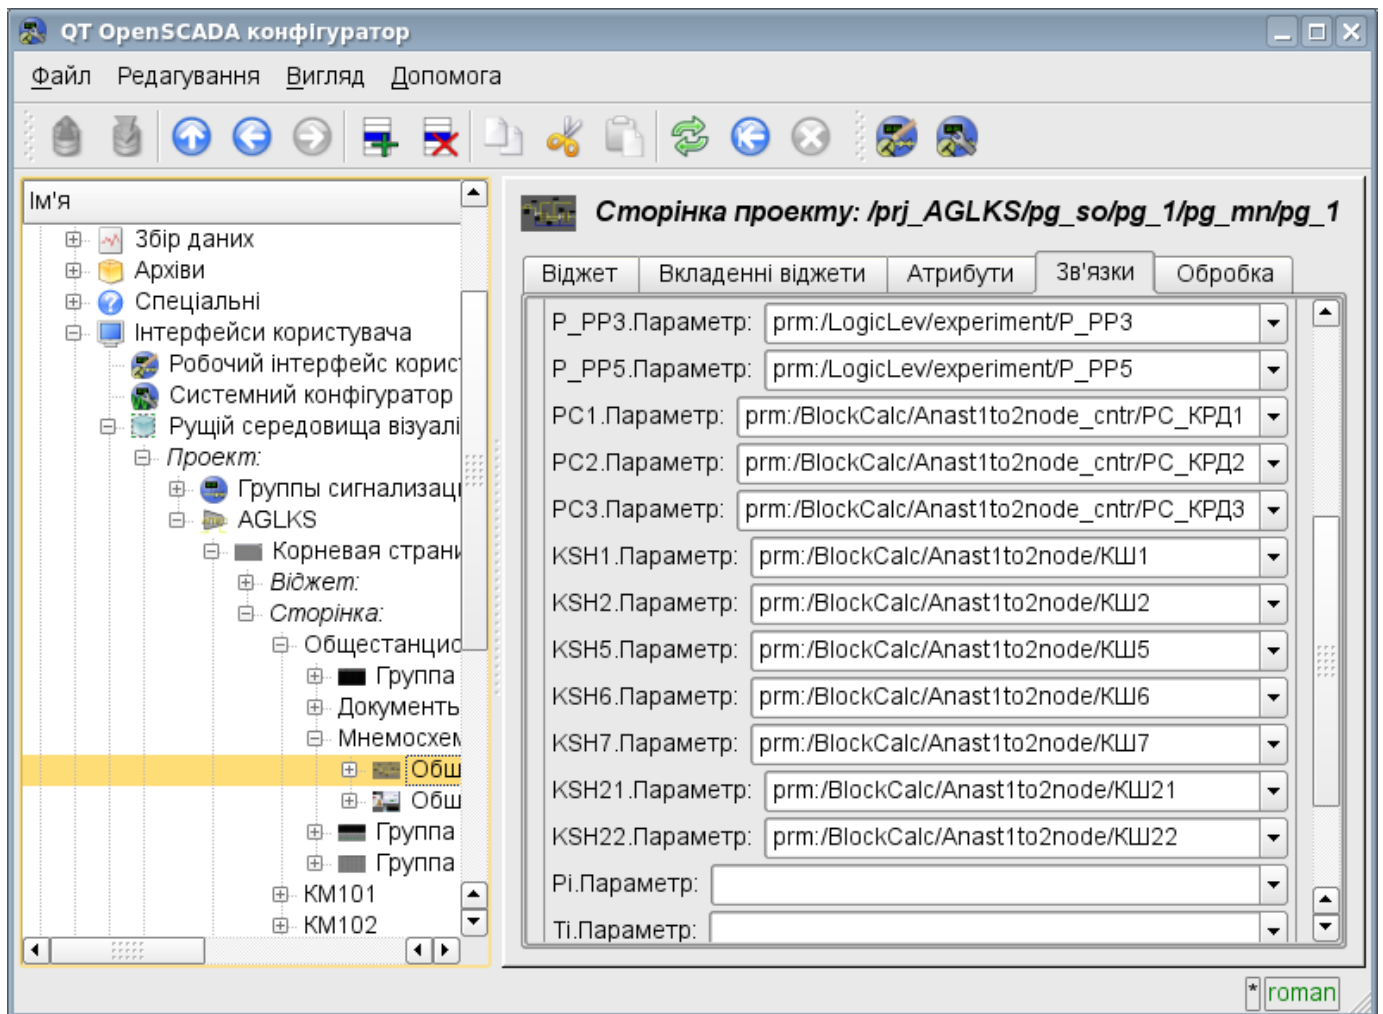 QT OpenSCADA конфігуратор
Файл Редагування Вигляд Допомога
Ім'я
Збір даних
Архіви
Спеціальні
Інтерфейси користувача
Робочий інтерфейс корис
Системний конфігуратор
Рущій середовища візуалі
Проект:
Группы сигнализац
AGLKS
Корневая страни
Віджет:
Сторінка:
Общестанцио
Группа
Документы
Мнемосхем
Общ
Общ
Группа
Группа
КМ101
КМ102
Сторінка проекту: /prj_AGLKS/pg_so/pg_1/pg_mn/pg_1
Віджет Вкладенні віджети Атрибути Зв'язки Обробка
P_PP3.Параметр: prm:/LogicLev/experiment/P_PP3
P_PP5.Параметр: prm:/LogicLev/experiment/P_PP5
PC1.Параметр: prm:/BlockCalc/Anast1to2node_cntr/PC_КРД1
PC2.Параметр: prm:/BlockCalc/Anast1to2node_cntr/PC_КРД2
PC3.Параметр: prm:/BlockCalc/Anast1to2node_cntr/PC_КРД3
KSH1.Параметр: prm:/BlockCalc/Anast1to2node/КШ1
KSH2.Параметр: prm:/BlockCalc/Anast1to2node/КШ2
KSH5.Параметр: prm:/BlockCalc/Anast1to2node/КШ5
KSH6.Параметр: prm:/BlockCalc/Anast1to2node/КШ6
KSH7.Параметр: prm:/BlockCalc/Anast1to2node/КШ7
KSH21.Параметр: prm:/BlockCalc/Anast1to2node/КШ21
KSH22.Параметр: prm:/BlockCalc/Anast1to2node/КШ22
Pi.Параметр:
Ti.Параметр:
* roman